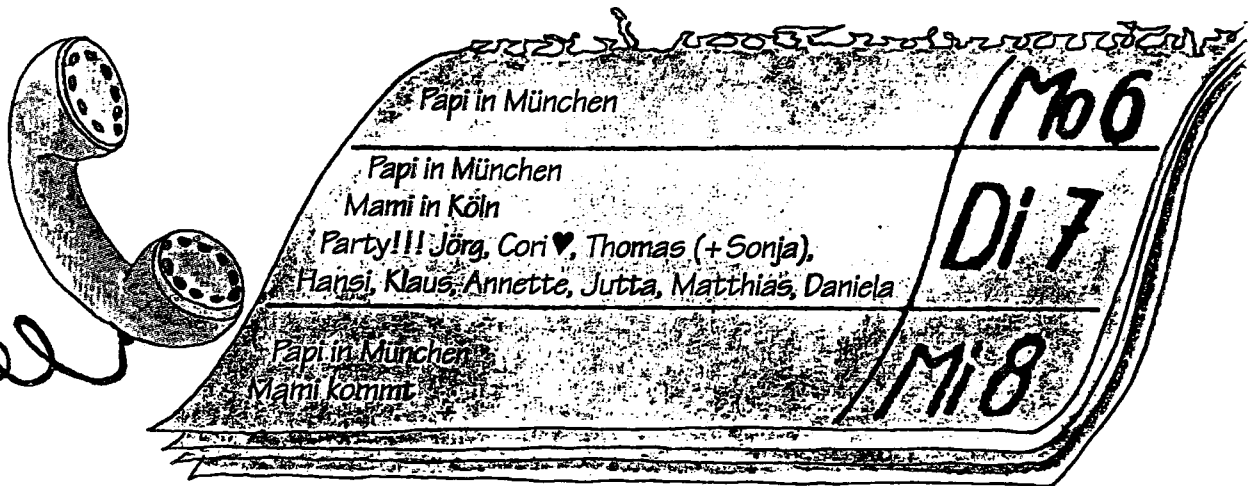 Papi in München
Mo 6
Papi in München
Mami in Köln
Party!!! Jörg, Cori ♥, Thomas (+ Sonja),
Hansi, Klaus, Annette, Jutta, Matthias, Daniela
Di 7
Papi in München
Mami kommt
Mi 8